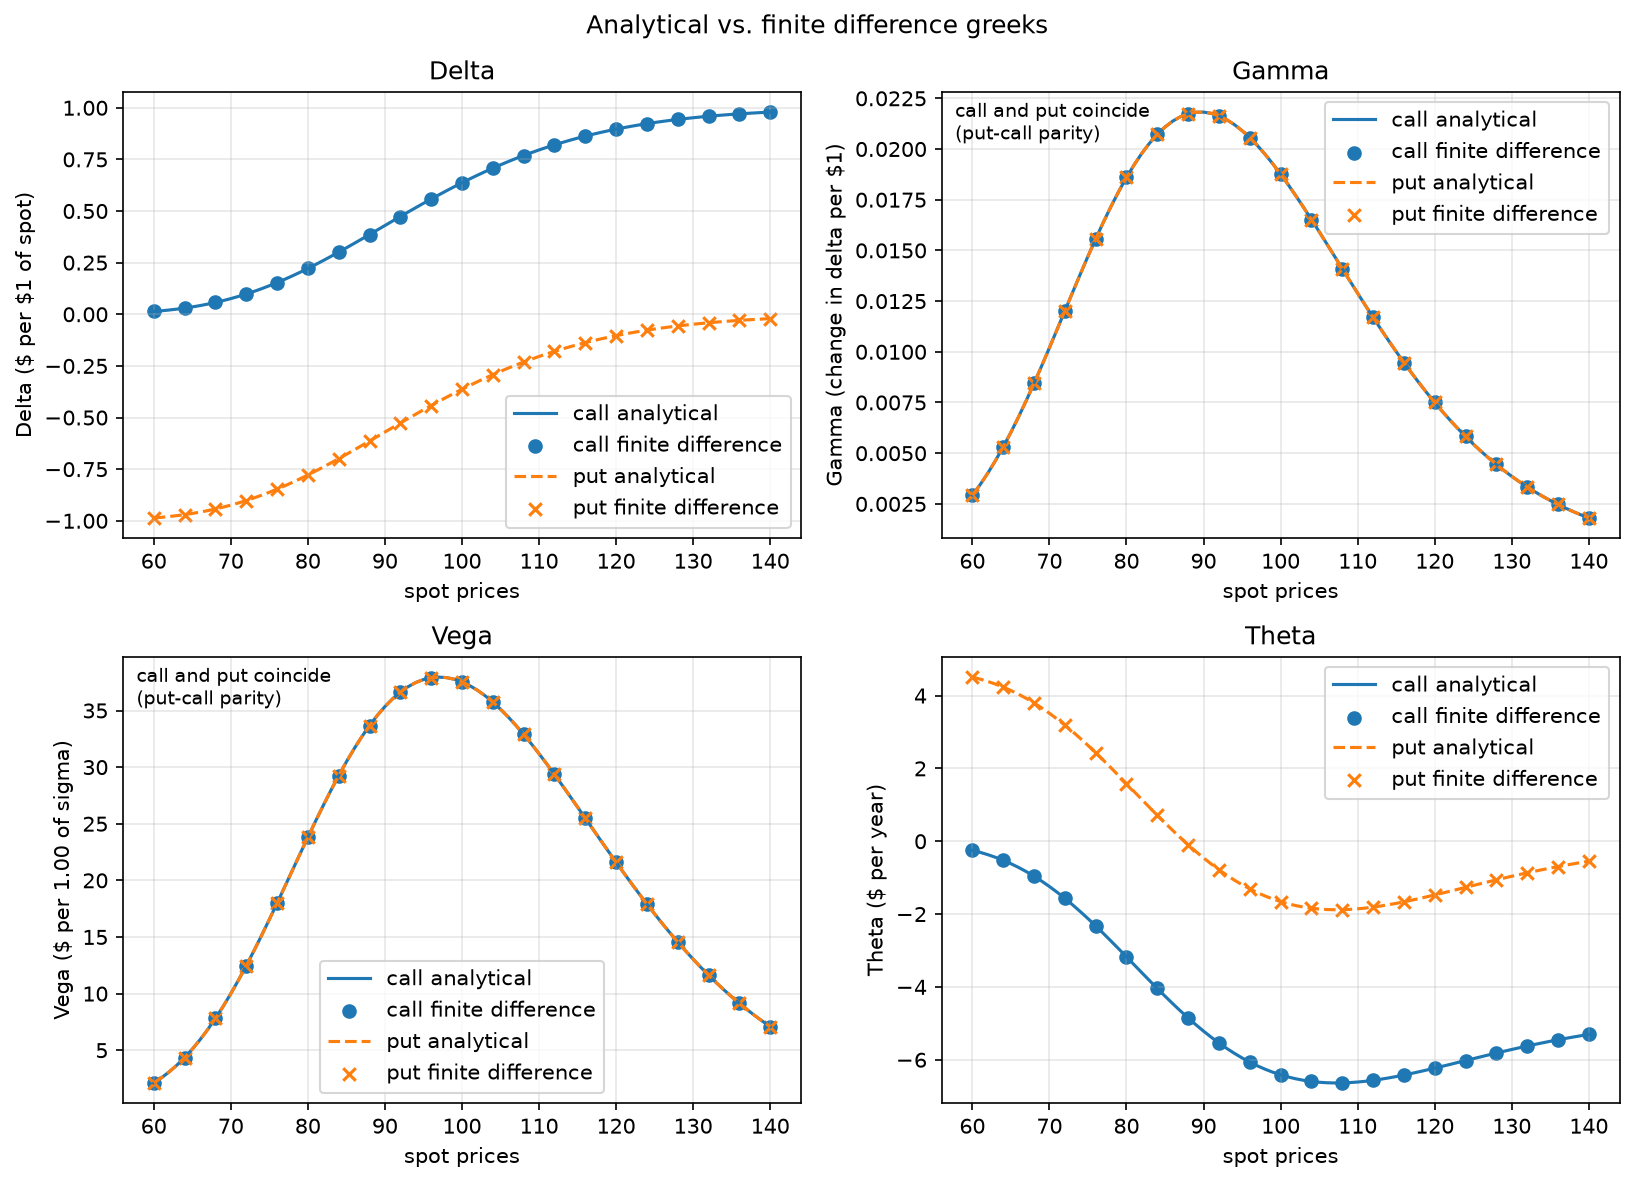 Analytical vs. finite difference greeks
Delta
Delta ($ per $1 of spot)
1.00
0.75
0.50
0.25
0.00
−0.25
−0.50
−0.75
−1.00
call analytical
call finite difference
put analytical
put finite difference
60 70 80 90 100 110 120 130 140
spot prices
Gamma
Gamma (change in delta per $1)
0.0225
0.0200
0.0175
0.0150
0.0125
0.0100
0.0075
0.0050
0.0025
call and put coincide
(put-call parity)
call analytical
call finite difference
put analytical
put finite difference
60 70 80 90 100 110 120 130 140
spot prices
Vega
Vega ($ per 1.00 of sigma)
35
30
25
20
15
10
5
call and put coincide
(put-call parity)
call analytical
call finite difference
put analytical
put finite difference
60 70 80 90 100 110 120 130 140
spot prices
Theta
Theta ($ per year)
4
2
0
−2
−4
−6
call analytical
call finite difference
put analytical
put finite difference
60 70 80 90 100 110 120 130 140
spot prices